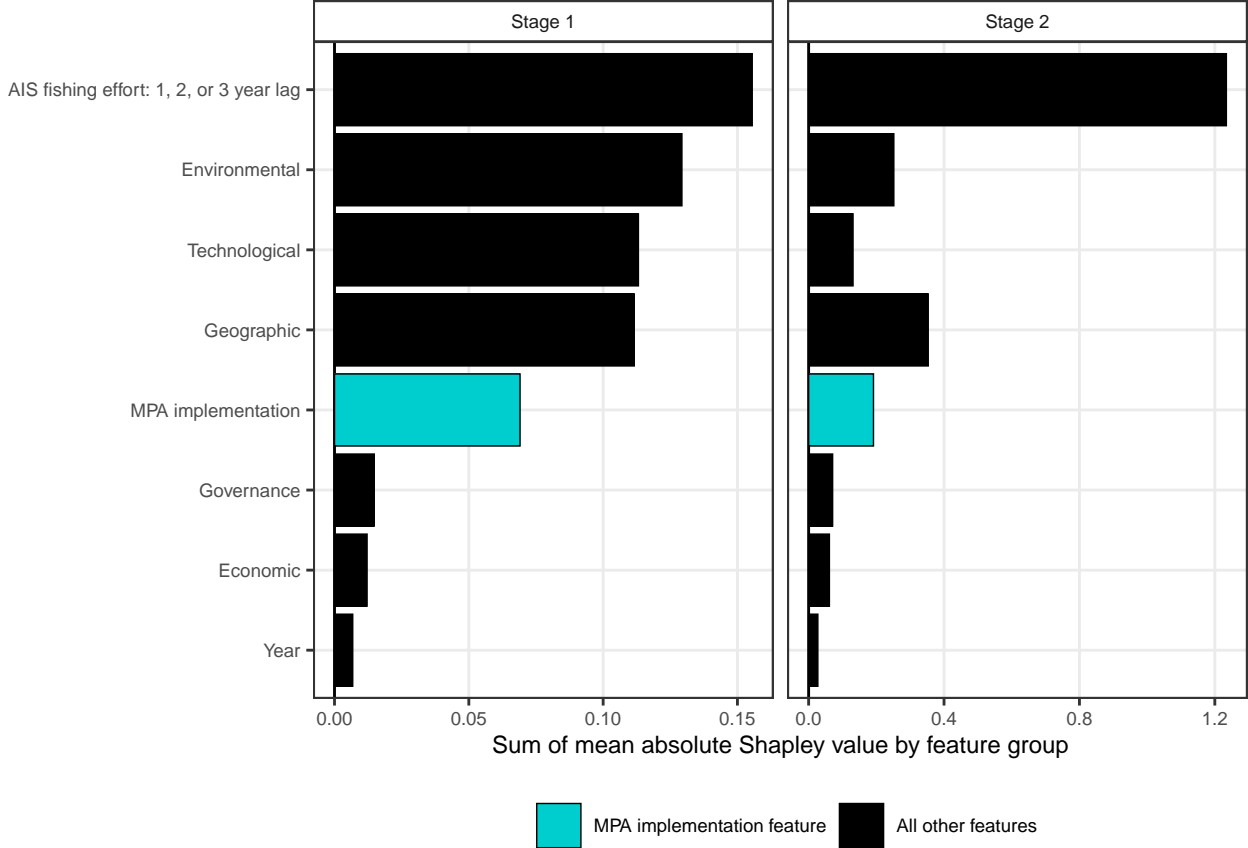 Stage 1
Stage 2
AIS fishing effort: 1, 2, or 3 year lag
Environmental
Technological
Geographic
MPA implementation
Governance
Economic
Year
0.00 0.05 0.10 0.15 0.0 0.4 0.8 1.2
Sum of mean absolute Shapley value by feature group
MPA implementation feature All other features